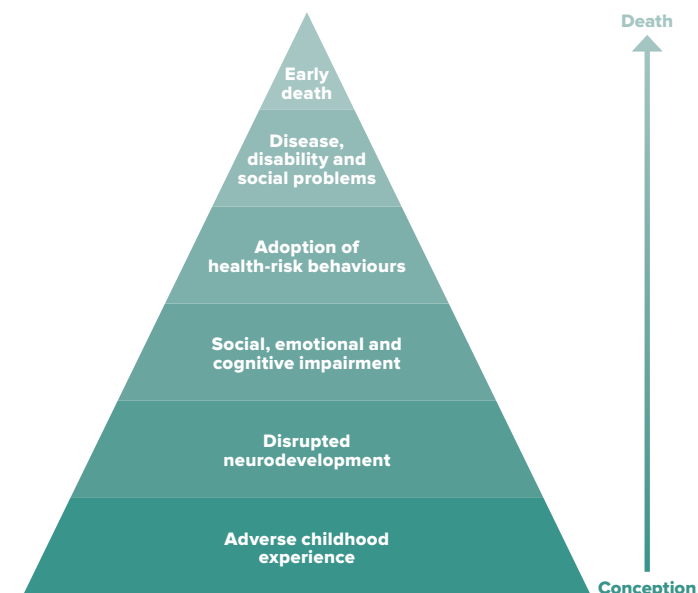 Death
Early
death
Disease,
disability and
social problems
Adoption of
health-risk behaviours
Social, emotional and
cognitive impairment
Disrupted
neurodevelopment
Adverse childhood
experience
Conception